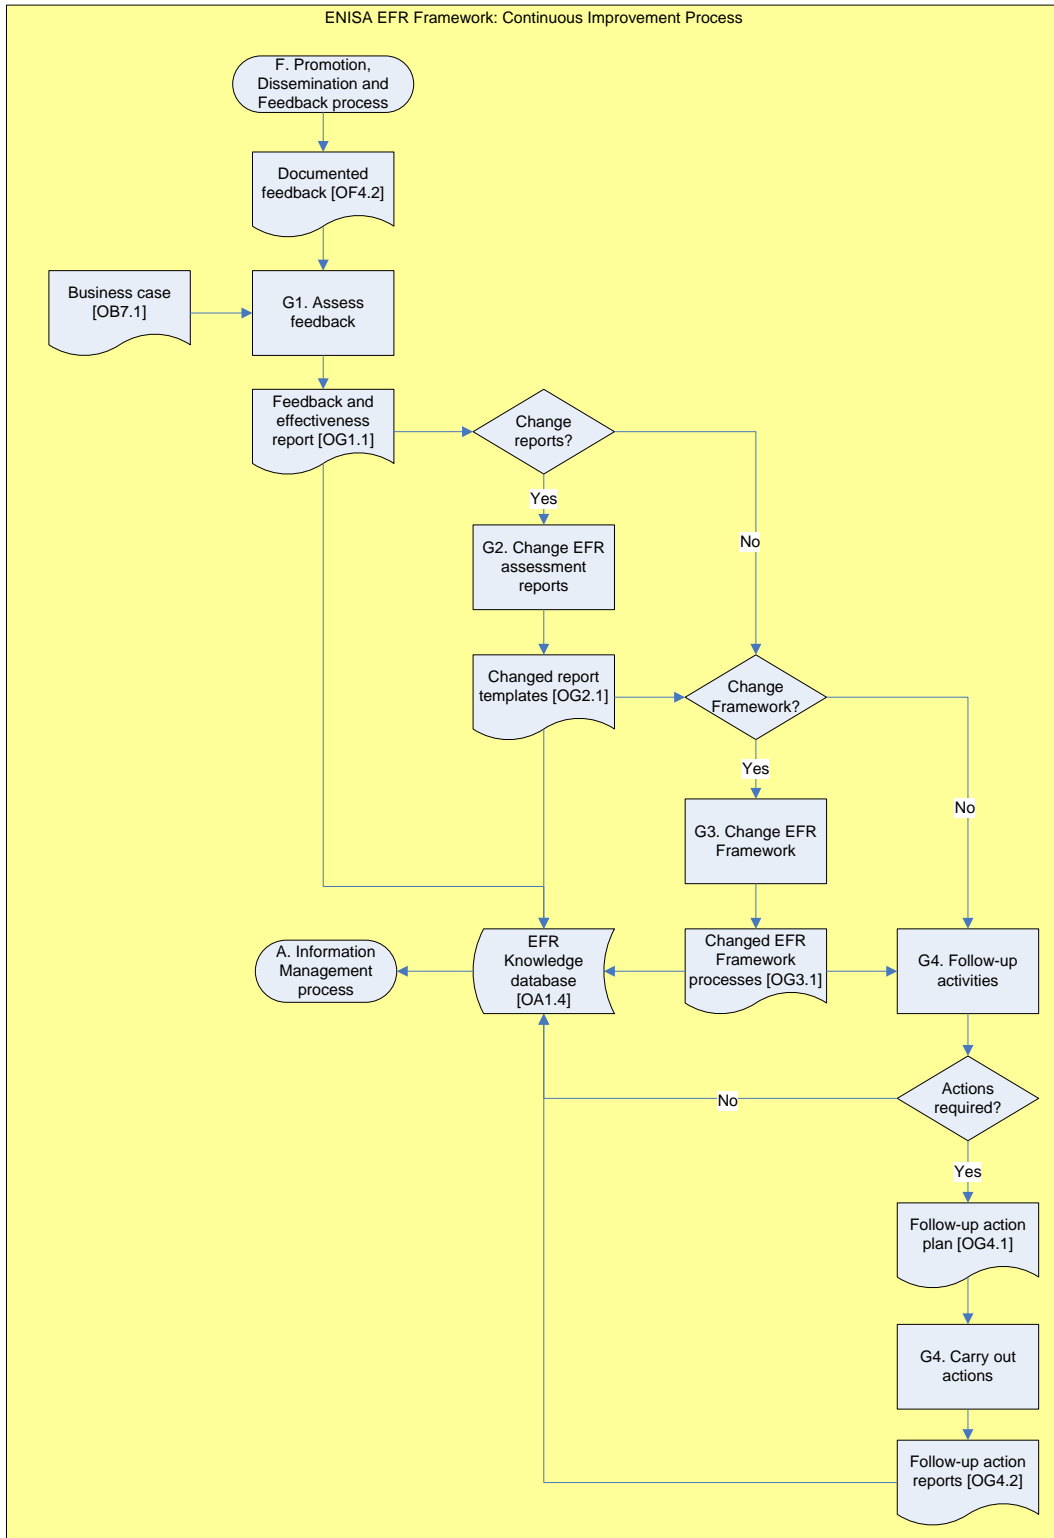 ENISA EFR Framework: Continuous Improvement Process
F. Promotion,
Dissemination and
Feedback process
Documented
feedback [OF4.2]
Business case
[OB7.1]
G1. Assess
feedback
Feedback and
effectiveness
report [OG1.1]
Change
reports?
Yes
No
G2. Change EFR
assessment
reports
Changed report
templates [OG2.1]
Change
Framework?
Yes
No
G3. Change EFR
Framework
A. Information
Management
process
EFR
Knowledge
database
[OA1.4]
Changed EFR
Framework
processes [OG3.1]
G4. Follow-up
activities
Actions
required?
No
Yes
Follow-up action
plan [OG4.1]
G4. Carry out
actions
Follow-up action
reports [OG4.2]